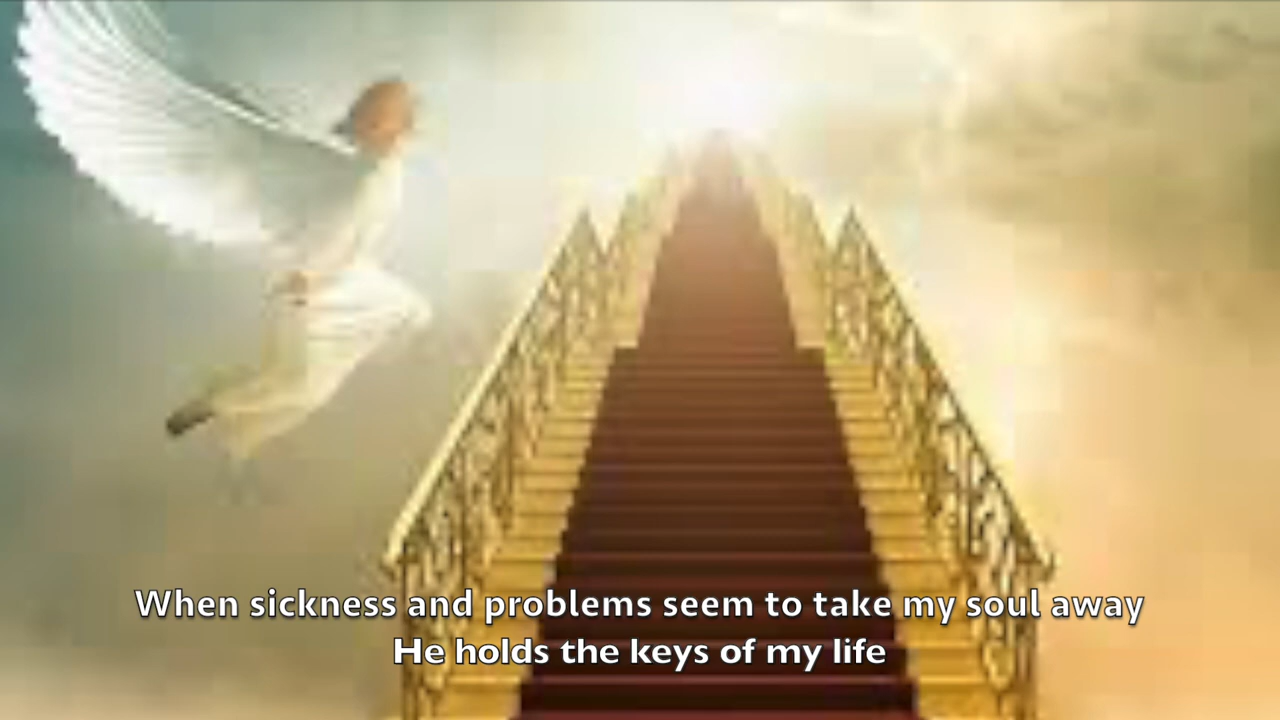 When sickness and problems seem to take my soul away
He holds the keys of my life